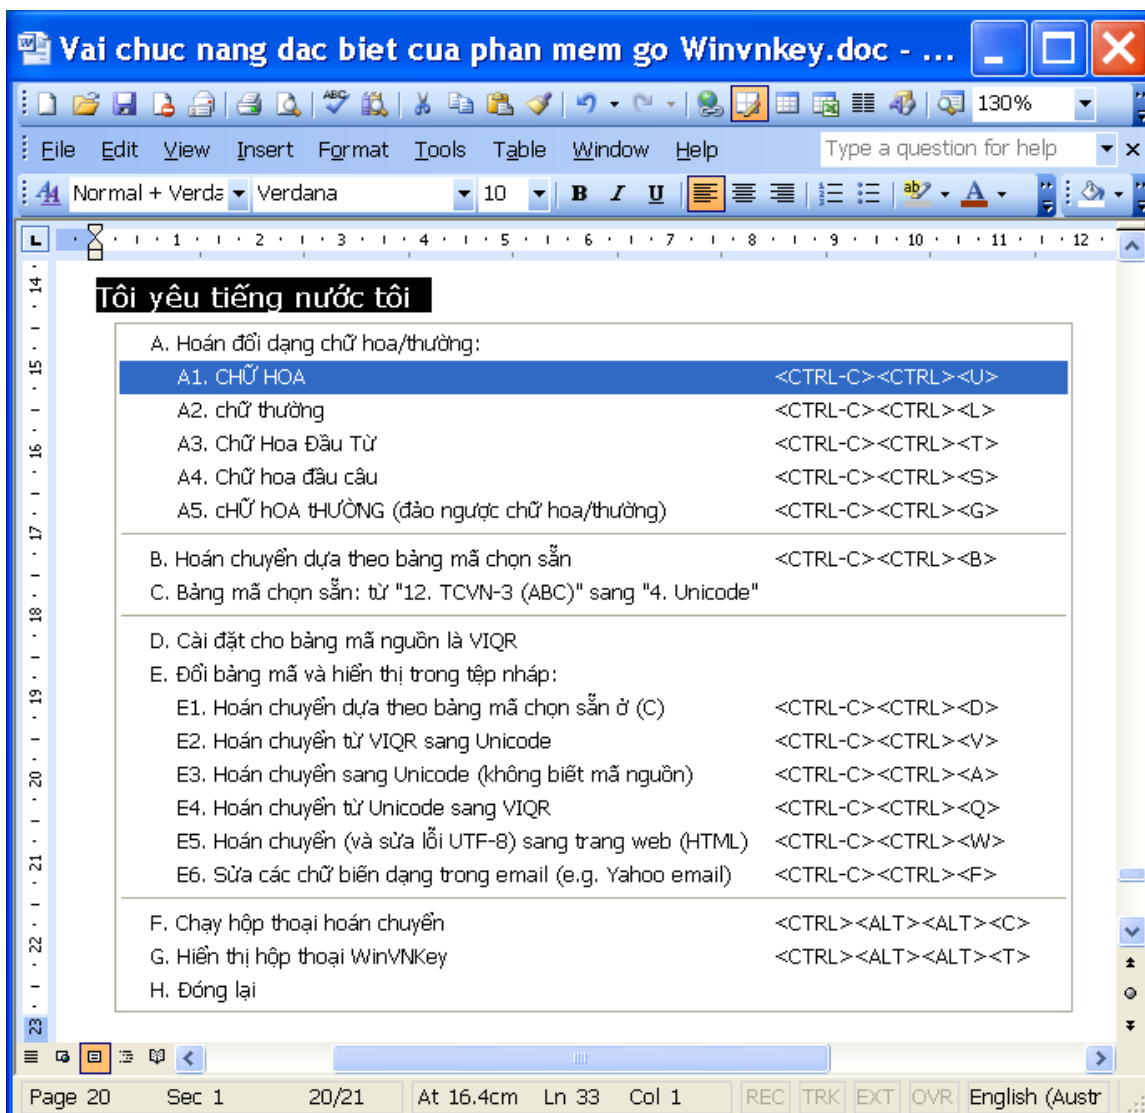 Vai chuc nang dac biet cua phan mem go Winvnkey.doc - ...
130%
File Edit View Insert Format Tools Table Window Help Type a question for help
Normal + Verda Verdana 10 B I U
1 2 3 4 5 6 7 8 9 10 11 12
14
Tôi yêu tiếng nước tôi
A. Hoán đổi dạng chữ hoa/thường:
15
A1. CHỮ HOA <CTRL-C><CTRL><U>
A2. chữ thường <CTRL-C><CTRL><L>
A3. Chữ Hoa Đầu Từ <CTRL-C><CTRL><T>
16
A4. Chữ hoa đầu câu <CTRL-C><CTRL><S>
A5. cHỮ hOA tHƯỜNG (đảo ngược chữ hoa/thường) <CTRL-C><CTRL><G>
17
B. Hoán chuyển dựa theo bảng mã chọn sẵn <CTRL-C><CTRL><B>
C. Bảng mã chọn sẵn: từ "12. TCVN-3 (ABC)" sang "4. Unicode"
18
D. Cài đặt cho bảng mã nguồn là VIQR
E. Đổi bảng mã và hiển thị trong tệp nháp:
19
E1. Hoán chuyển dựa theo bảng mã chọn sẵn ở (C) <CTRL-C><CTRL><D>
E2. Hoán chuyển từ VIQR sang Unicode <CTRL-C><CTRL><V>
20
E3. Hoán chuyển sang Unicode (không biết mã nguồn) <CTRL-C><CTRL><A>
E4. Hoán chuyển từ Unicode sang VIQR <CTRL-C><CTRL><Q>
E5. Hoán chuyển (và sửa lỗi UTF-8) sang trang web (HTML) <CTRL-C><CTRL><W>
21
E6. Sửa các chữ biến dạng trong email (e.g. Yahoo email) <CTRL-C><CTRL><F>
F. Chạy hộp thoại hoán chuyển <CTRL><ALT><ALT><C>
22
G. Hiển thị hộp thoại WinVNKey <CTRL><ALT><ALT><T>
H. Đóng lại
23
Page 20 Sec 1 20/21 At 16.4cm Ln 33 Col 1 REC TRK EXT OVR English (Austr